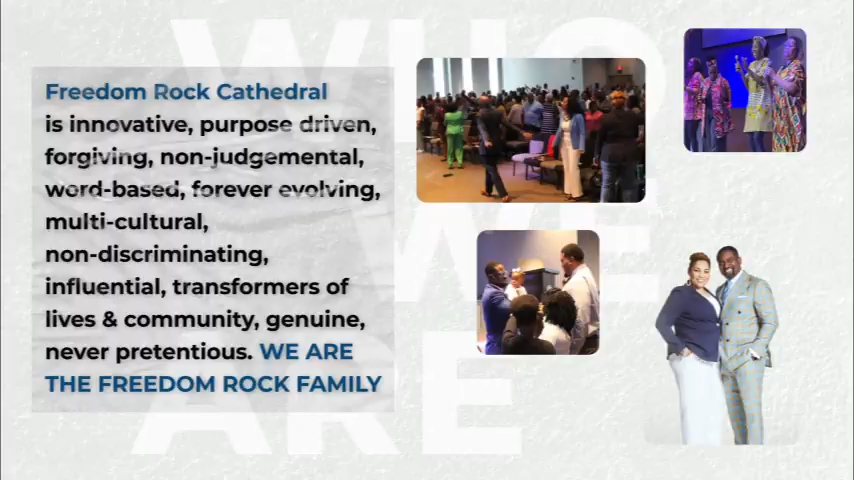 WHO
WE
ARE
Freedom Rock Cathedral
is innovative, purpose driven,
forgiving, non-judgemental,
word-based, forever evolving,
multi-cultural,
non-discriminating,
influential, transformers of
lives & community, genuine,
never pretentious. WE ARE
THE FREEDOM ROCK FAMILY